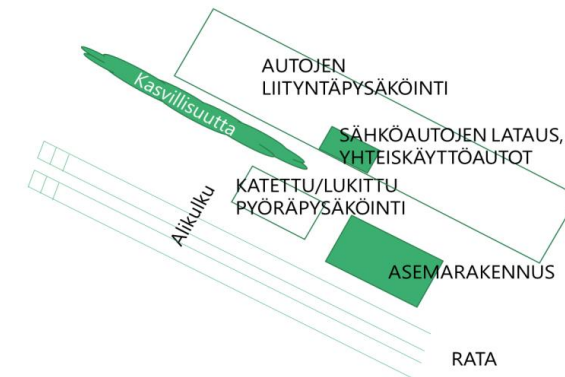 AUTOJEN
LIITYNTÄPYSÄKÖINTI
Kasvillisuutta
SÄHKÖAUTOJEN LATAUS,
YHTEISKÄYTTÖAUTOT
KATETTU/LUKITTU
PYÖRÄPYSÄKÖINTI
Alikulku
ASEMARAKENNUS
RATA